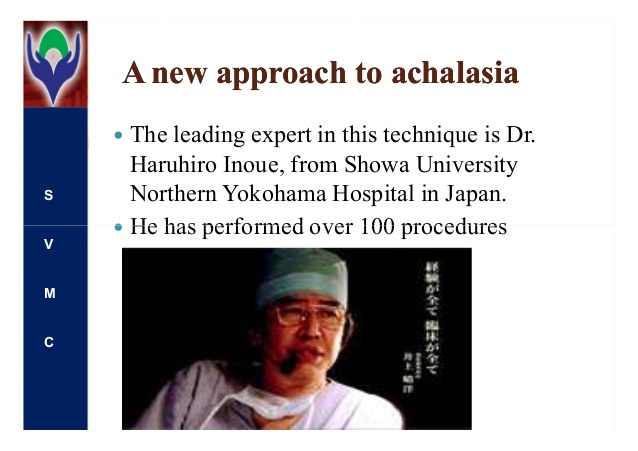 A new approach to achalasia
The leading expert in this technique is Dr.
Haruhiro Inoue, from Showa University
Northern Yokohama Hospital in Japan.
He has performed over 100 procedures
S
V
M
C
経験が全て 臨床が全て
井上 晴洋